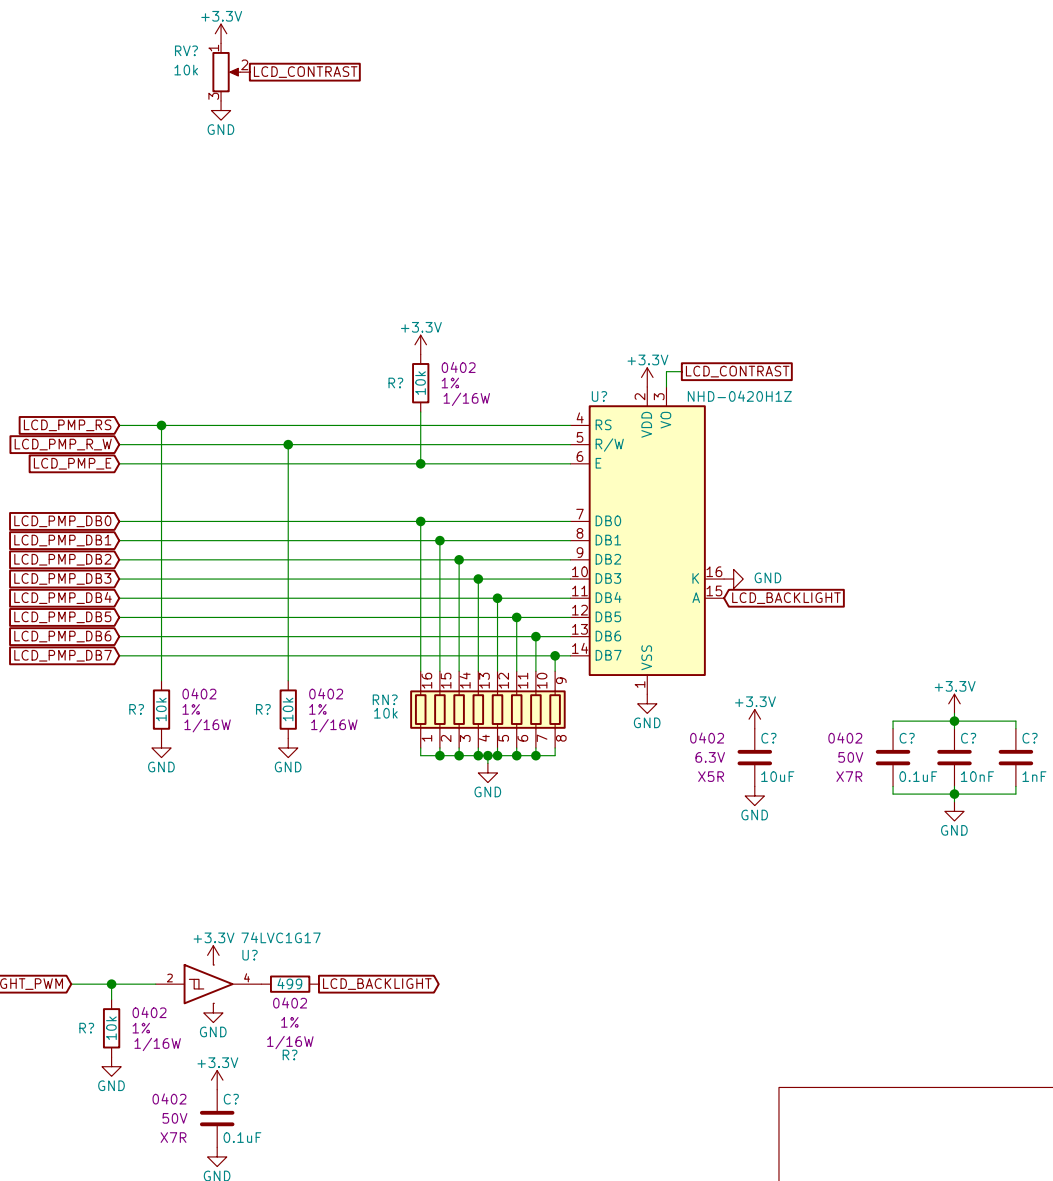 +3.3V
RV?
10k
1
2
3
LCD_CONTRAST
GND
+3.3V
R?
10k
0402
1%
1/16W
+3.3V
LCD_CONTRAST
U?
NHD-0420H1Z
2
3
VDD
VO
LCD_PMP_RS
4
RS
LCD_PMP_R_W
5
R/W
LCD_PMP_E
6
E
LCD_PMP_DB0
7
DB0
LCD_PMP_DB1
8
DB1
LCD_PMP_DB2
9
DB2
LCD_PMP_DB3
10
DB3
K
16
GND
LCD_PMP_DB4
11
DB4
A
15
LCD_BACKLIGHT
LCD_PMP_DB5
12
DB5
LCD_PMP_DB6
13
DB6
LCD_PMP_DB7
14
DB7
VSS
1
GND
R?
10k
0402
1%
1/16W
GND
R?
10k
0402
1%
1/16W
GND
RN?
10k
16 15 14 13 12 11 10 9
1 2 3 4 5 6 7 8
GND
+3.3V
0402
6.3V
X5R
C?
10uF
GND
+3.3V
0402
50V
X7R
C?
0.1uF
C?
10nF
C?
1nF
GND
+3.3V
74LVC1G17
U?
GHT_PWM
2
4
499
LCD_BACKLIGHT
0402
1%
1/16W
R?
GND
R?
10k
0402
1%
1/16W
GND
+3.3V
0402
50V
X7R
C?
0.1uF
GND